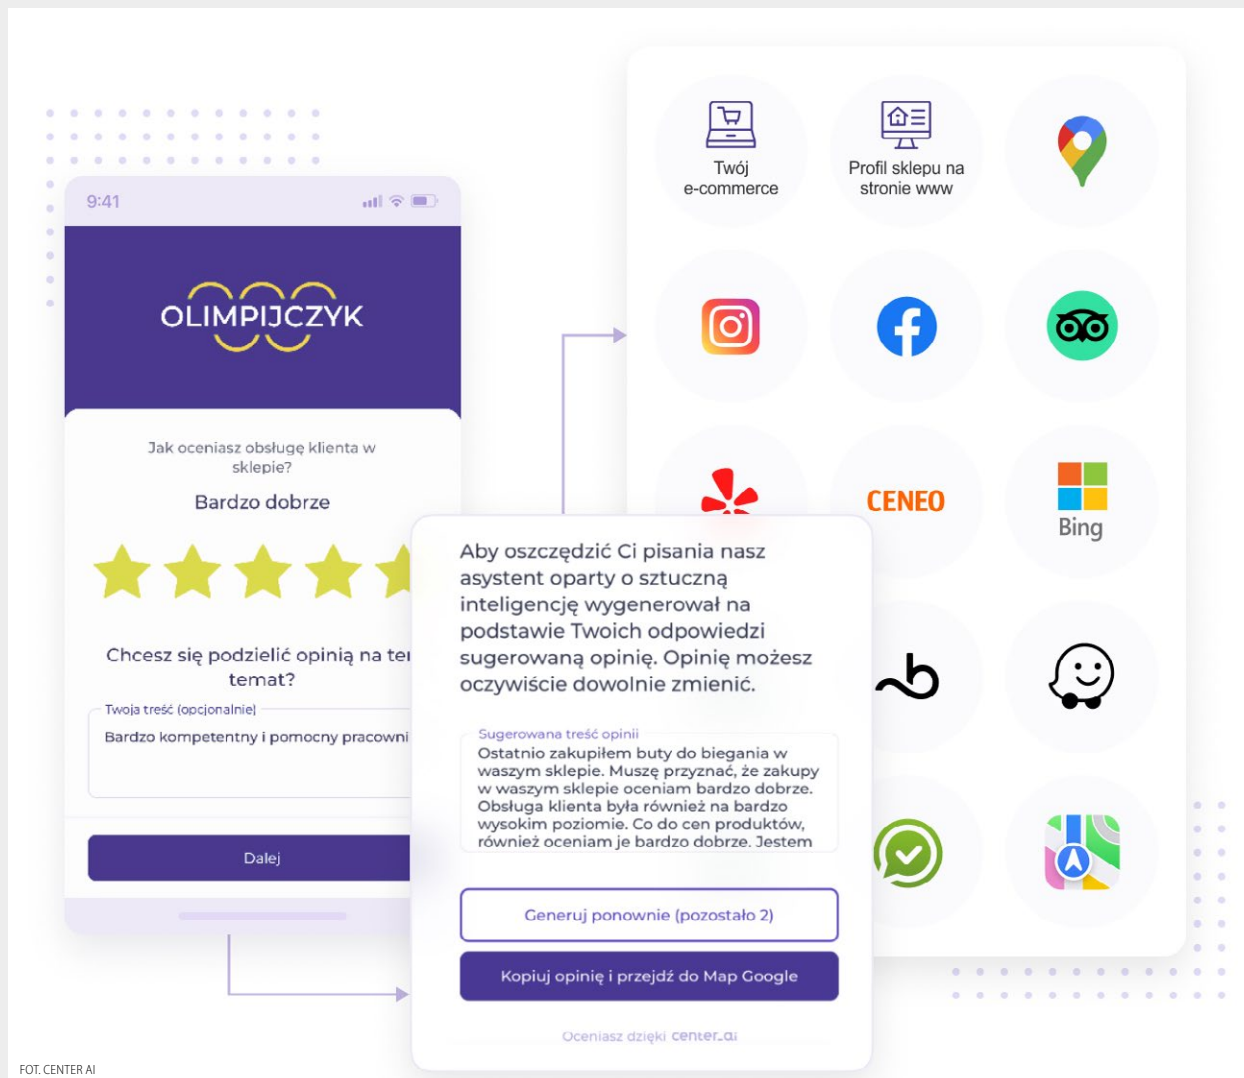 9:41
OLIMPIJCZYK
Jak oceniasz obsługę klienta w
sklepie?
Bardzo dobrze
Chcesz się podzielić opinią na
temat?
Twoja treść (opcjonalnie)
Bardzo kompetentny i pomocny
Dalej
Aby oszczędzić Ci pisania nasz
asystent oparty o sztuczną
inteligencję wygenerował na
podstawie Twoich odpowiedzi
sugerowaną opinię. Opinię możesz
oczywiście dowolnie zmienić.
Sugerowana treść opinii
Ostatnio zakupiłem buty do biegania w
waszym sklepie. Muszę przyznać, że zakupy
w waszym sklepie oceniam bardzo dobrze.
Obsługa klienta była również na bardzo
wysokim poziomie. Co do cen produktów,
również oceniam je bardzo dobrze. Jestem
Generuj ponownie (pozostało 2)
Kopiuj opinię i przejdź do Map Google
Oceniasz dzięki center_ai
Twój
e-commerce
Profil sklepu na
stronie www
CENEO
Bing
FOT. CENTER AI